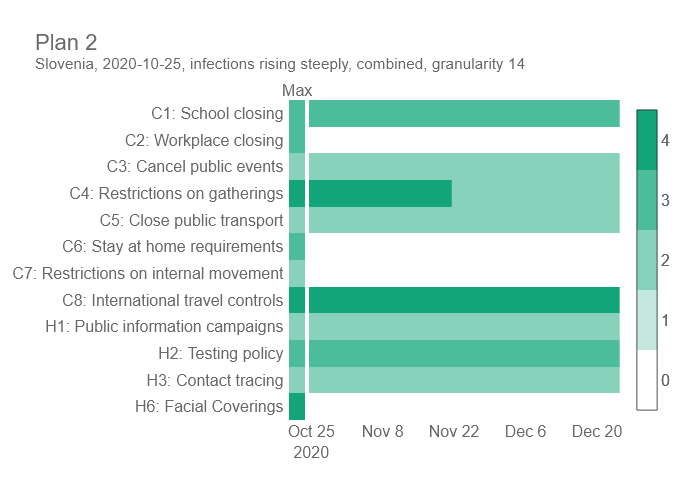 Plan 2
Slovenia, 2020-10-25, infections rising steeply, combined, granularity 14
Max
C1: School closing
C2: Workplace closing
C3: Cancel public events
C4: Restrictions on gatherings
C5: Close public transport
C6: Stay at home requirements
C7: Restrictions on internal movement
C8: International travel controls
H1: Public information campaigns
H2: Testing policy
H3: Contact tracing
H6: Facial Coverings
Oct 25 Nov 8 Nov 22 Dec 6 Dec 20
2020
4
3
2
1
0